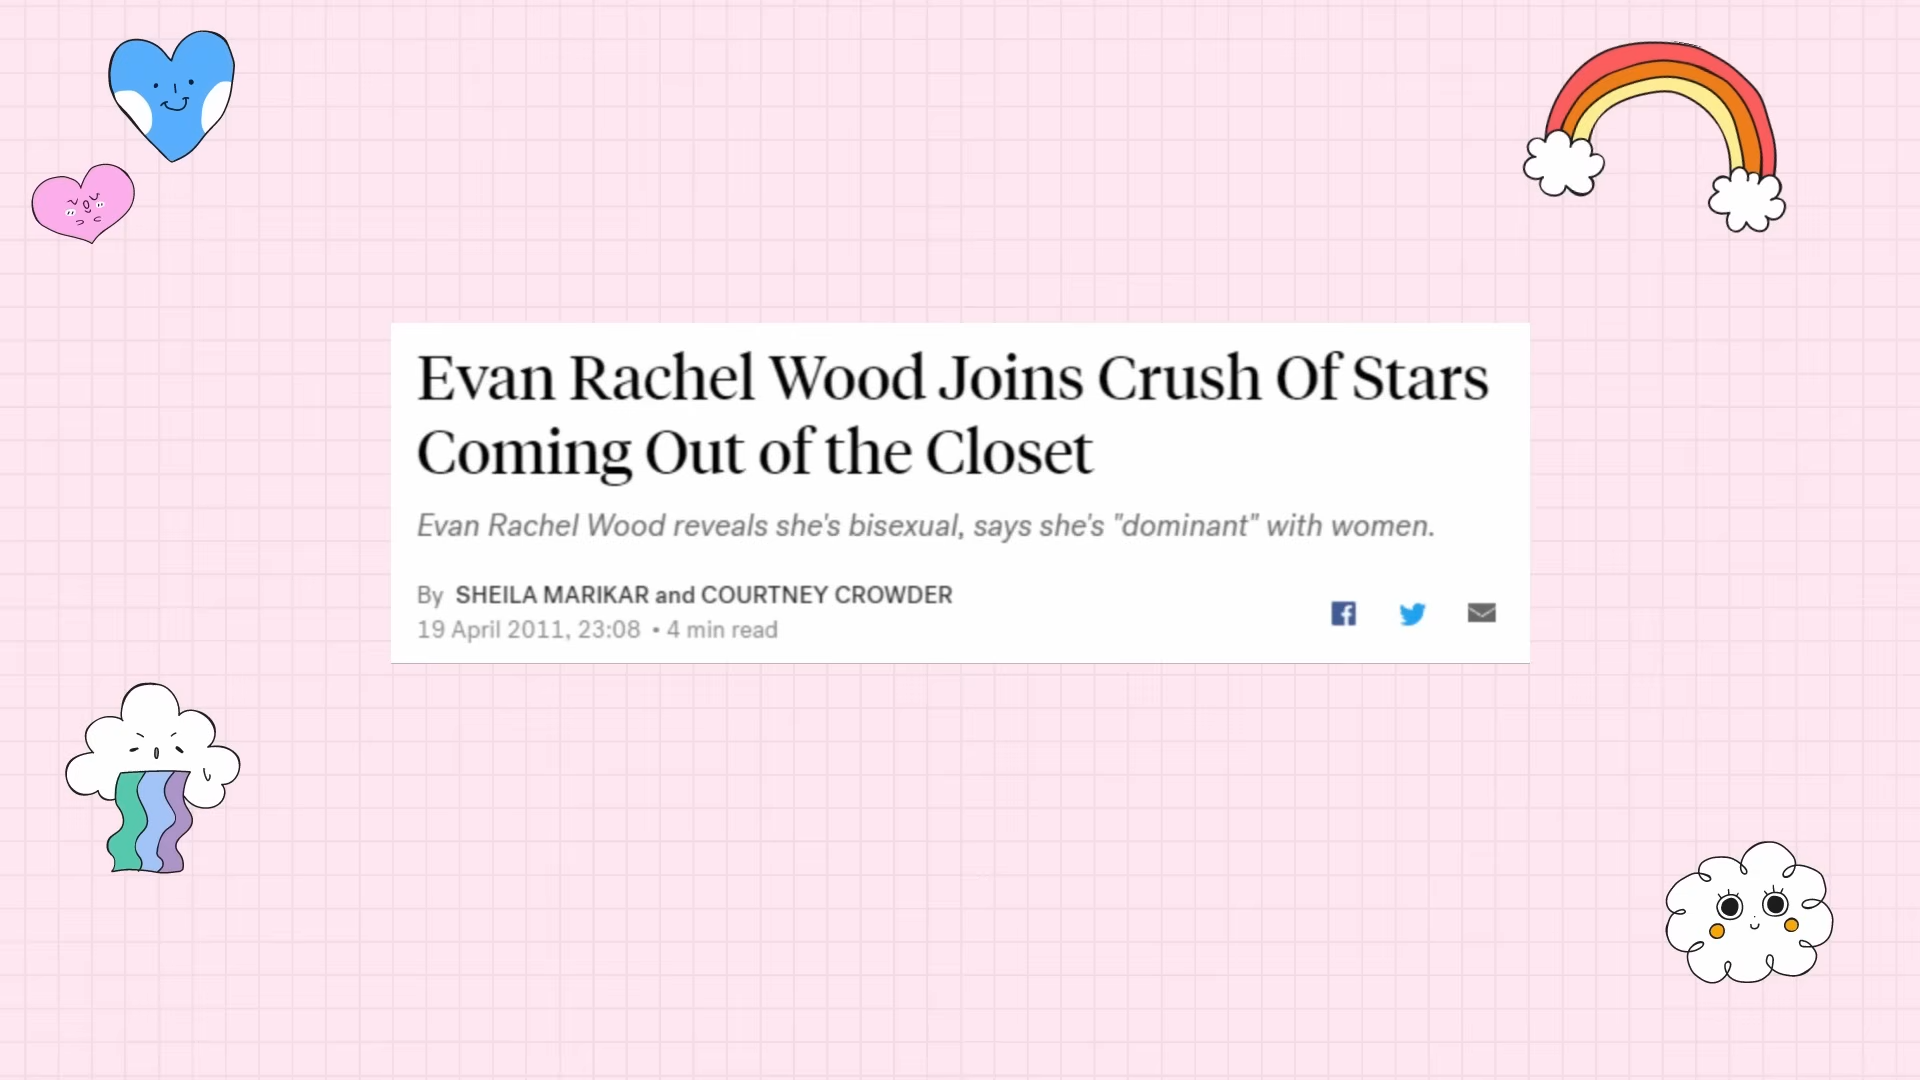 Evan Rachel Wood Joins Crush Of Stars
Coming Out of the Closet
Evan Rachel Wood reveals she's bisexual, says she's "dominant" with women.
By SHEILA MARIKAR and COURTNEY CROWDER
19 April 2011, 23:08 • 4 min read